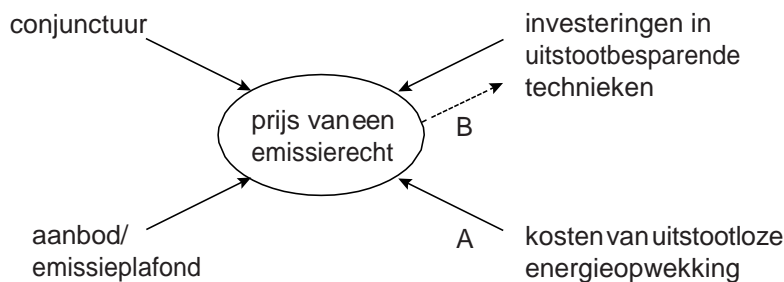 conjunctuur
investeringen in
uitstootbesparende
technieken
prijs van een
emissierecht
B
aanbod/
emissieplafond
A
kosten van uitstootloze
energieopwekking